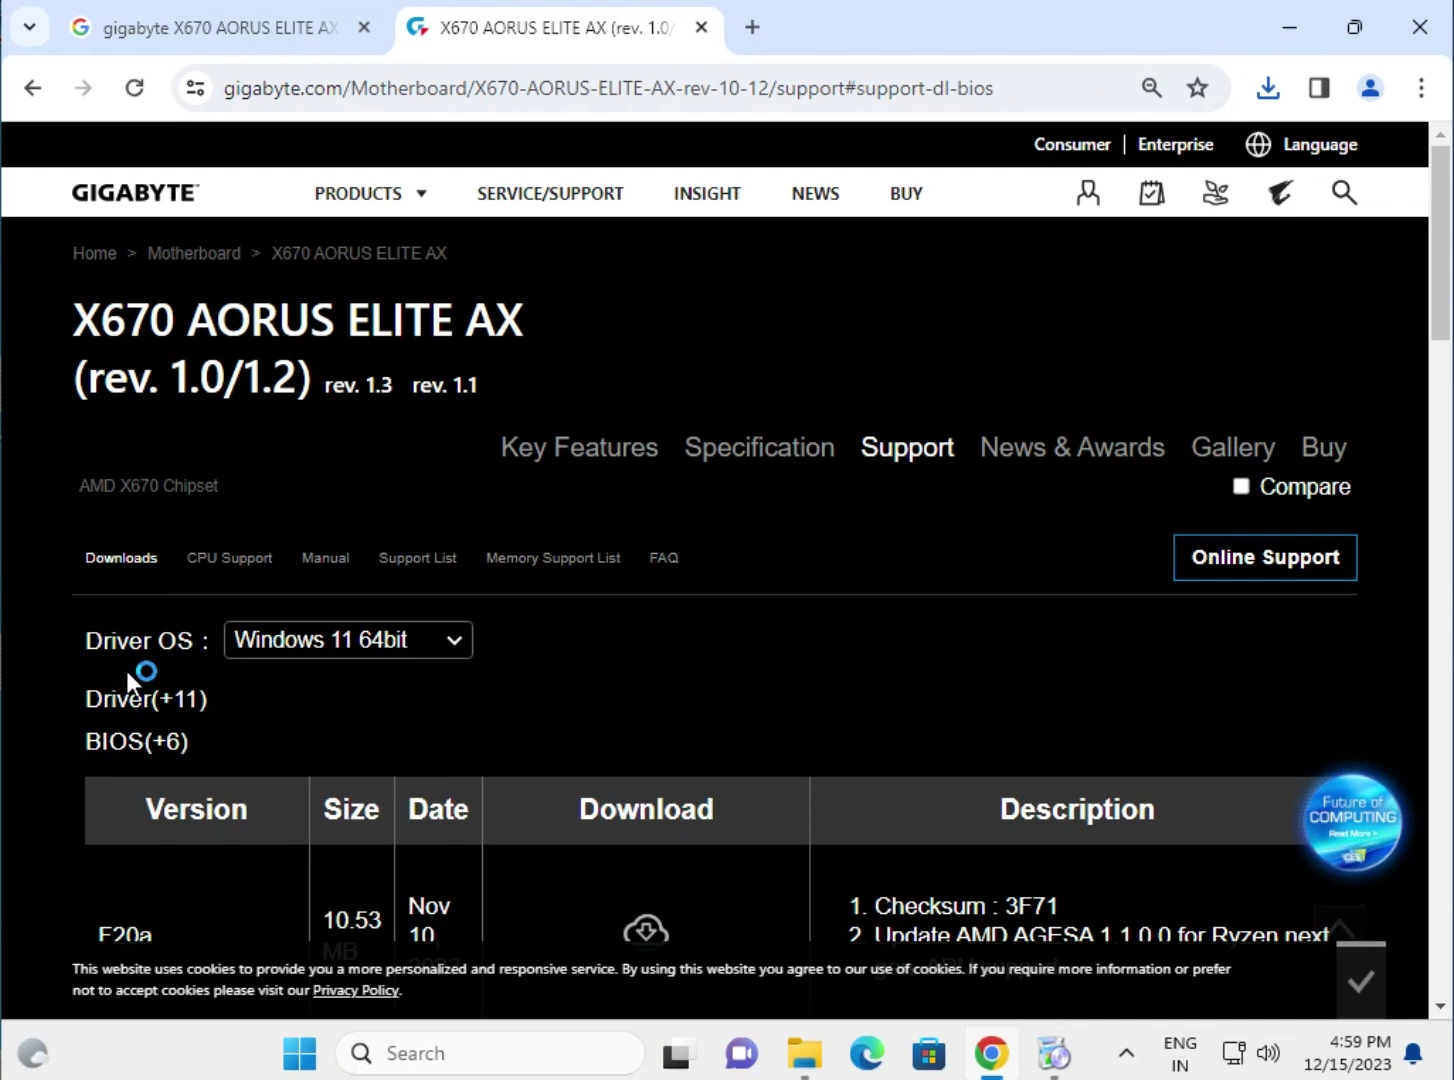 gigabyte X670 AORUS ELITE AX
X670 AORUS ELITE AX (rev. 1.0/
gigabyte.com/Motherboard/X670-AORUS-ELITE-AX-rev-10-12/support#support-dl-bios
Consumer | Enterprise Language
GIGABYTE PRODUCTS SERVICE/SUPPORT INSIGHT NEWS BUY
Home > Motherboard > X670 AORUS ELITE AX
X670 AORUS ELITE AX
(rev. 1.0/1.2) rev. 1.3 rev. 1.1
Key Features Specification Support News & Awards Gallery Buy
AMD X670 Chipset
Compare
Downloads CPU Support Manual Support List Memory Support List FAQ
Online Support
Driver OS : Windows 11 64bit
Driver(+11)
BIOS(+6)
Version Size Date Download Description
Future of
COMPUTING
Read More >
CES
F20a
10.53
MB
Nov
10
2023
1. Checksum : 3F71
2. Update AMD AGESA 1.1.0.0 for Ryzen next
This website uses cookies to provide you a more personalized and responsive service. By using this website you agree to our use of cookies. If you require more information or prefer
not to accept cookies please visit our Privacy Policy.
Search
ENG
IN
4:59 PM
12/15/2023